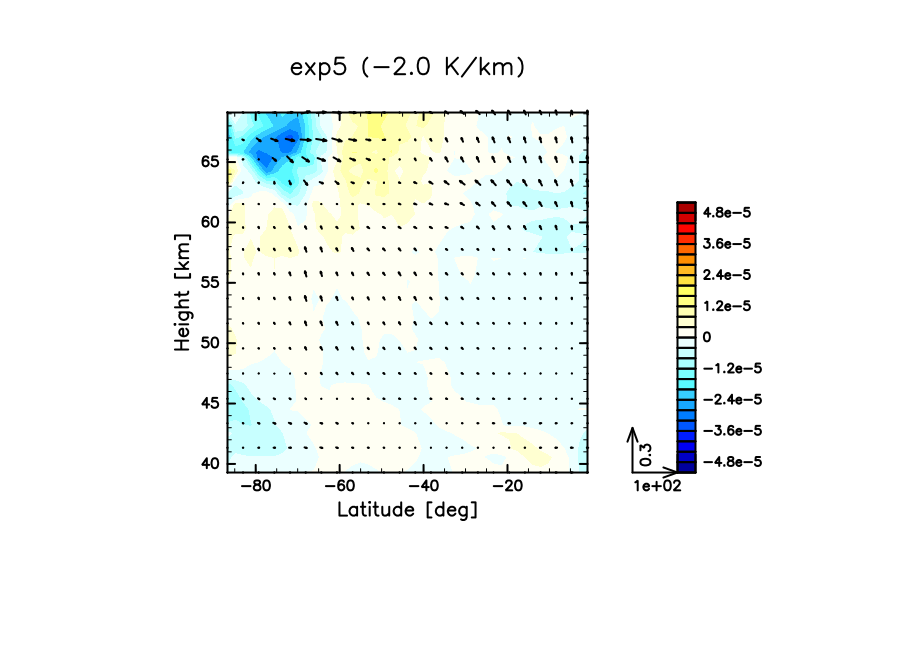 exp5 (−2.0 K/km)
65
60
55
50
45
40
Height [km]
−80 −60 −40 −20
Latitude [deg]
0.3
1e+02
4.8e−5
3.6e−5
2.4e−5
1.2e−5
0
−1.2e−5
−2.4e−5
−3.6e−5
−4.8e−5